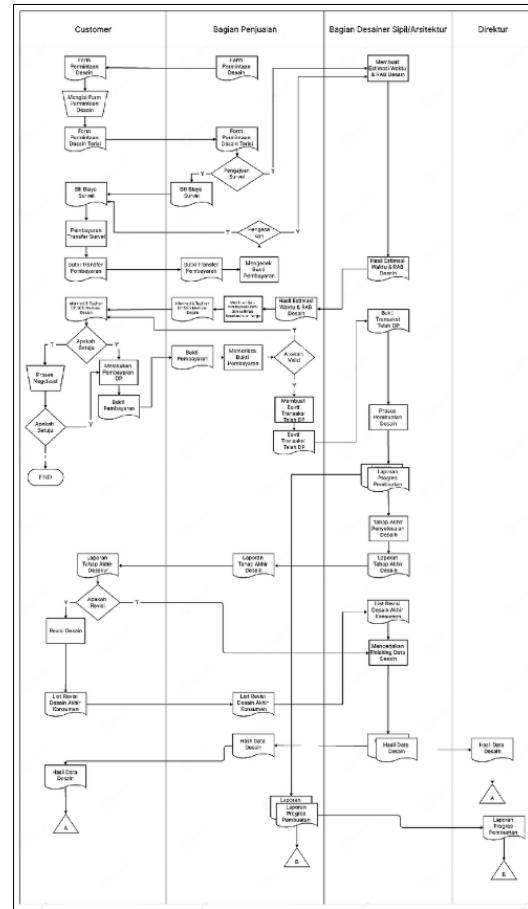 Customer
Bagian Penjualan
Bagian Desainer Sipil/Arsitektur
Direktur
Form
Permintaan
Desain
Form
Permintaan
Desain
Membuat
Estimasi Waktu
& RAB Desain
Mengisi Form
Permintaan
Desain
Form
Permintaan
Desain Terisi
Form
Permintaan
Desain Terisi
Pengajuan
Survei
Y
T
Bill Biaya
Survei
Bill Biaya
Survei
Pembayaran
Transfer Survei
T
Y
Bukti Transfer
Pembayaran
Bukti Transfer
Pembayaran
Mengecek
Bukti
Pembayaran
Hasil Estimasi
Waktu & RAB
Desain
Hasil Estimasi
Waktu & RAB
Desain
Bukti
Transaksi
Telah DP
Apakah
Setuju
T
Y
Y
Proses
Negosiasi
Melakukan
Pembayaran
DP
Bukti
Pembayaran
Bukti
Pembayaran
Memeriksa
Bukti
Pembayaran
Apakah
Valid
Y
Apakah
Setuju
Y
Membuat
Bukti
Transaksi
Telah DP
Bukti
Transaksi
Telah DP
Proses
Pembuatan
Desain
END
Laporan
Progres
Pembuatan
Tahap Akhir
Penyelesaian
Desain
Laporan
Tahap Akhir
Desain
Laporan
Tahap Akhir
Desain
Laporan
Tahap Akhir
Desain
Apakah
Revisi
Y
T
Revisi Desain
List Revisi
Desain Akhir
Konsumen
Mengerjakan
Finishing Data
Desain
List Revisi
Desain Akhir
Konsumen
List Revisi
Desain Akhir
Konsumen
Hasil Data
Desain
Hasil Data
Desain
Hasil Data
Desain
Hasil Data
Desain
A
A
Laporan
Laporan
Progres
Pembuatan
Laporan
Progres
Pembuatan
B
B